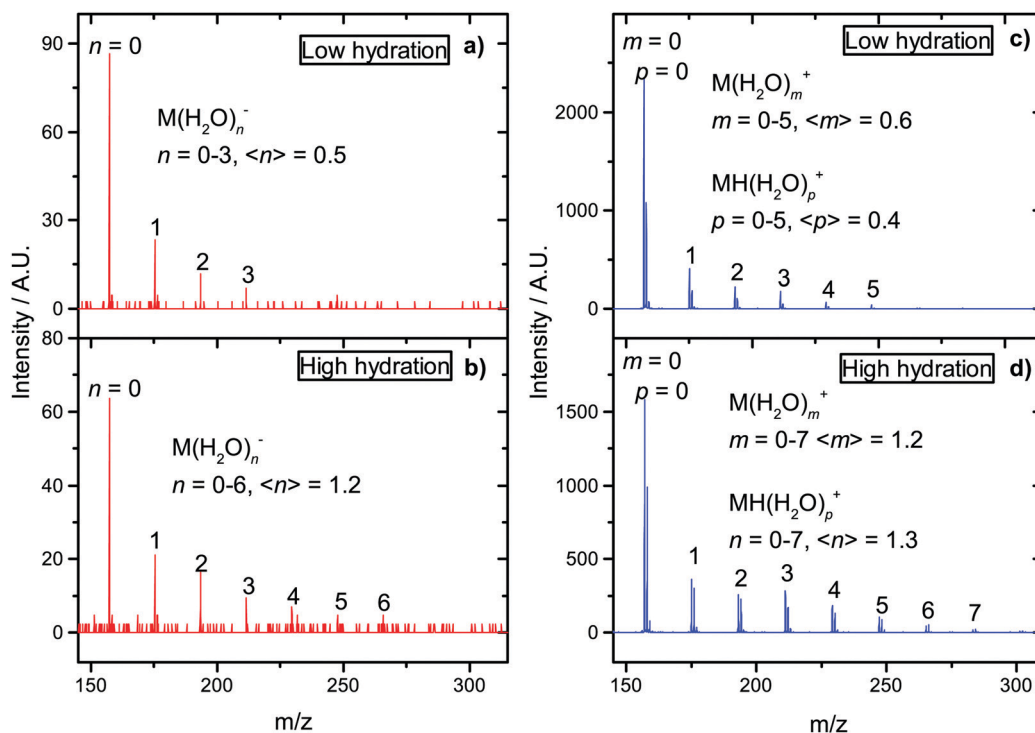 90
60
30
0
n = 0
Low hydration
a)
M(H₂O)ₙ⁻
n = 0-3, <n> = 0.5
1
2
3
80
60
40
20
0
n = 0
High hydration
b)
M(H₂O)ₙ⁻
n = 0-6, <n> = 1.2
1
2
3
4
5
6
150
200
250
300
m/z
Intensity / A.U.
Intensity / A.U.
2000
1000
0
m = 0
p = 0
Low hydration
c)
M(H₂O)ₘ⁺
m = 0-5, <m> = 0.6
MH(H₂O)ₚ⁺
p = 0-5, <p> = 0.4
1
2
3
4
5
1500
1000
500
0
m = 0
p = 0
High hydration
d)
M(H₂O)ₘ⁺
m = 0-7 <m> = 1.2
MH(H₂O)ₚ⁺
n = 0-7, <n> = 1.3
1
2
3
4
5
6
7
150
200
250
300
m/z